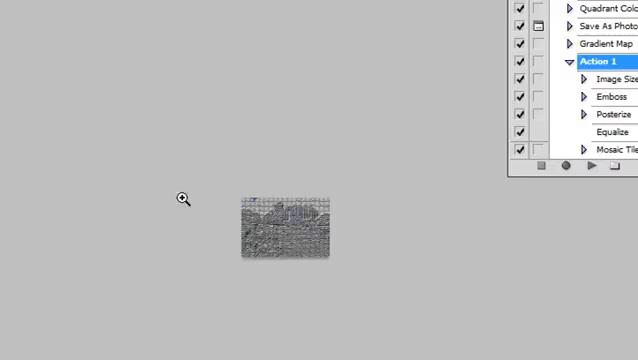 Quadrant Colo
Save As Photo
Gradient Map
Action 1
Image Size
Emboss
Posterize
Equalize
Mosaic Tile